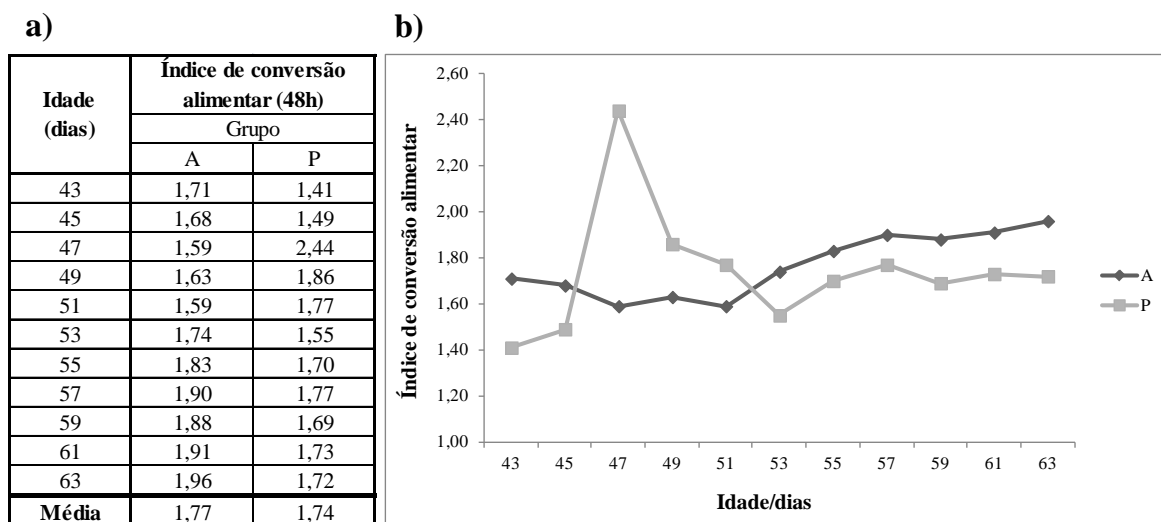 a)
Idade
(dias)
Índice de conversão
alimentar (48h)
Grupo
A P
43 1,71 1,41
45 1,68 1,49
47 1,59 2,44
49 1,63 1,86
51 1,59 1,77
53 1,74 1,55
55 1,83 1,70
57 1,90 1,77
59 1,88 1,69
61 1,91 1,73
63 1,96 1,72
Média 1,77 1,74
b)
Índice de conversão alimentar
2,60
2,40
2,20
2,00
1,80
1,60
1,40
1,20
1,00
43 45 47 49 51 53 55 57 59 61 63
Idade/dias
A
P